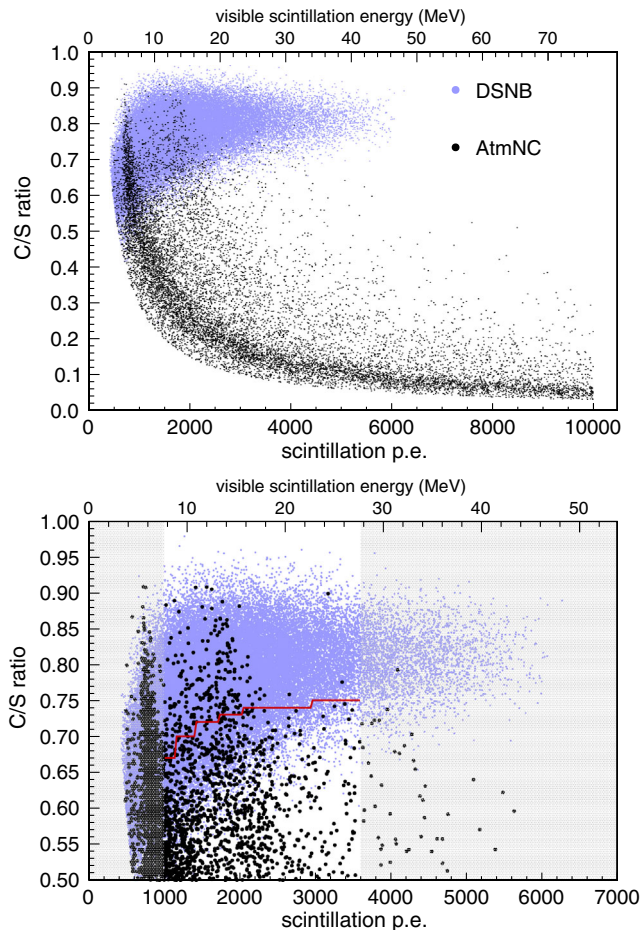 visible scintillation energy (MeV)
0 10 20 30 40 50 60 70
1.0
0.9
0.8
0.7
0.6
0.5
0.4
0.3
0.2
0.1
0.0
C/S ratio
DSNB
AtmNC
0 2000 4000 6000 8000 10000
scintillation p.e.
visible scintillation energy (MeV)
0 10 20 30 40 50
1.00
0.95
0.90
0.85
0.80
0.75
0.70
0.65
0.60
0.55
0.50
C/S ratio
0 1000 2000 3000 4000 5000 6000 7000
scintillation p.e.